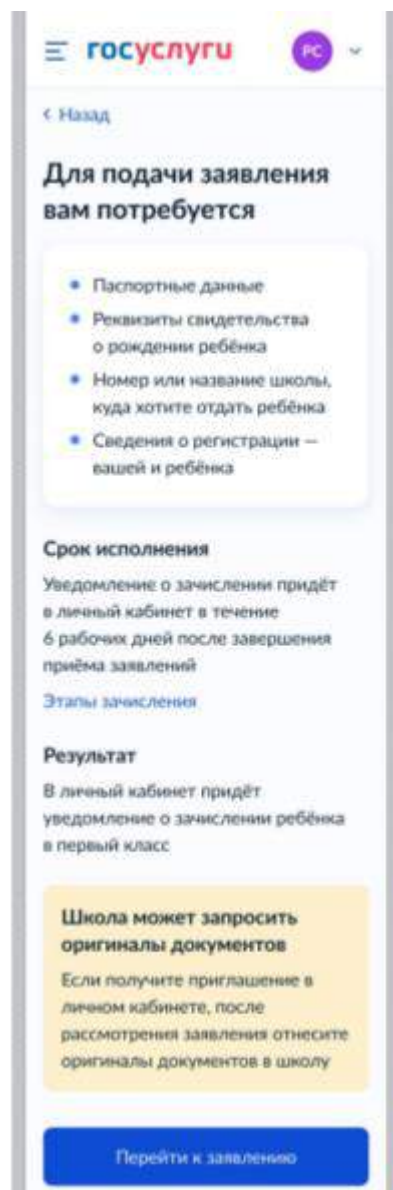 госуслуги
РС
Назад
Для подачи заявления
вам потребуется
Паспортные данные
Реквизиты свидетельства
о рождении ребёнка
Номер или название школы,
куда хотите отдать ребёнка
Сведения о регистрации —
вашей и ребёнка
Срок исполнения
Уведомление о зачислении придёт
в личный кабинет в течение
6 рабочих дней после завершения
приёма заявлений
Этапы зачисления
Результат
В личный кабинет придёт
уведомление о зачислении ребёнка
в первый класс
Школа может запросить
оригиналы документов
Если получите приглашение в
личном кабинете, после
рассмотрения заявления отнесите
оригиналы документов в школу
Перейти к заявлению